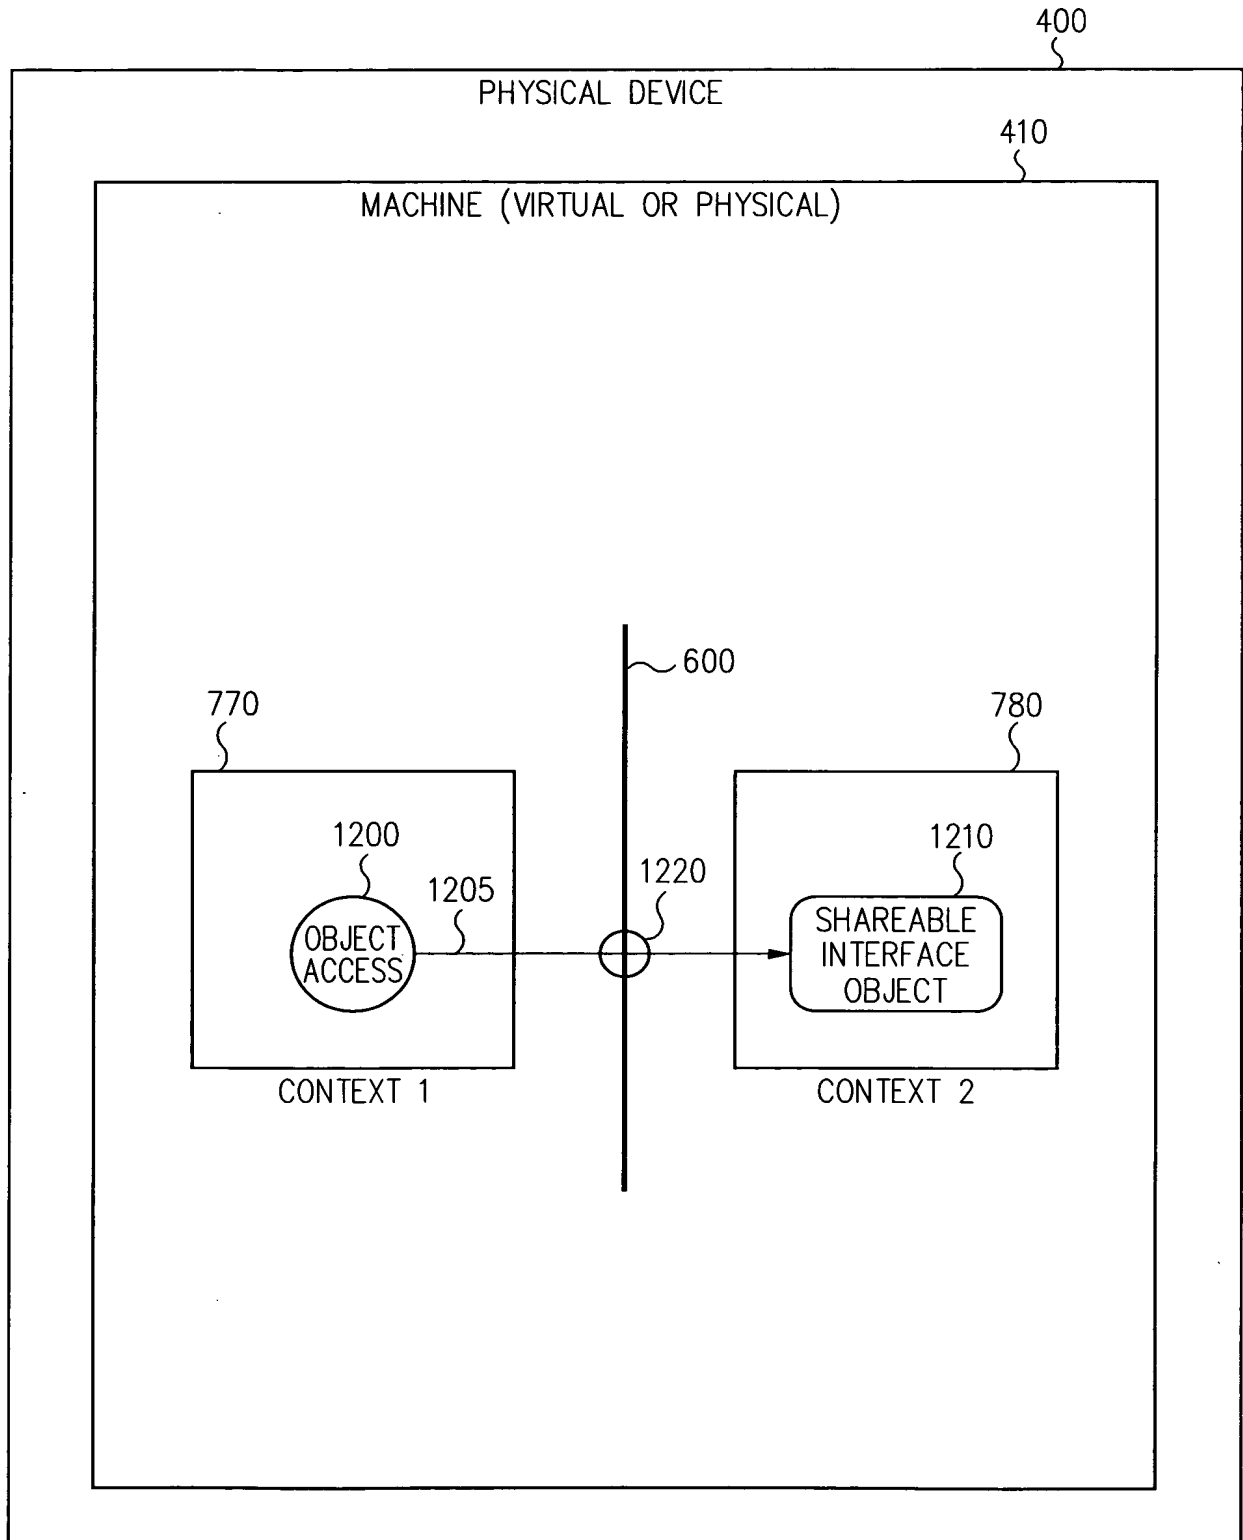 400
PHYSICAL DEVICE
410
MACHINE (VIRTUAL OR PHYSICAL)
600
770
780
1200
1205
1220
1210
OBJECT
ACCESS
SHAREABLE
INTERFACE
OBJECT
CONTEXT 1
CONTEXT 2